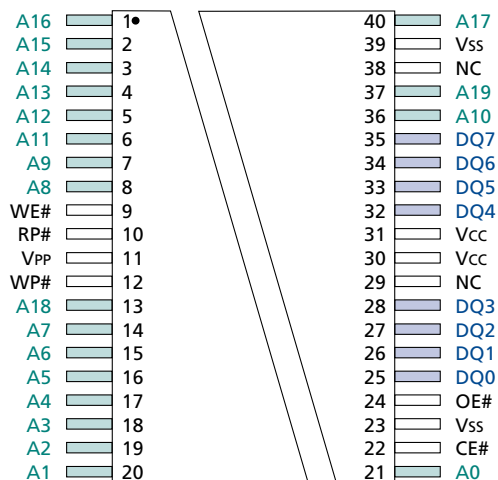 A16 1 40 A17
A15 2 39 Vss
A14 3 38 NC
A13 4 37 A19
A12 5 36 A10
A11 6 35 DQ7
A9 7 34 DQ6
A8 8 33 DQ5
WE# 9 32 DQ4
RP# 10 31 Vcc
VPP 11 30 Vcc
WP# 12 29 NC
A18 13 28 DQ3
A7 14 27 DQ2
A6 15 26 DQ1
A5 16 25 DQ0
A4 17 24 OE#
A3 18 23 Vss
A2 19 22 CE#
A1 20 21 A0